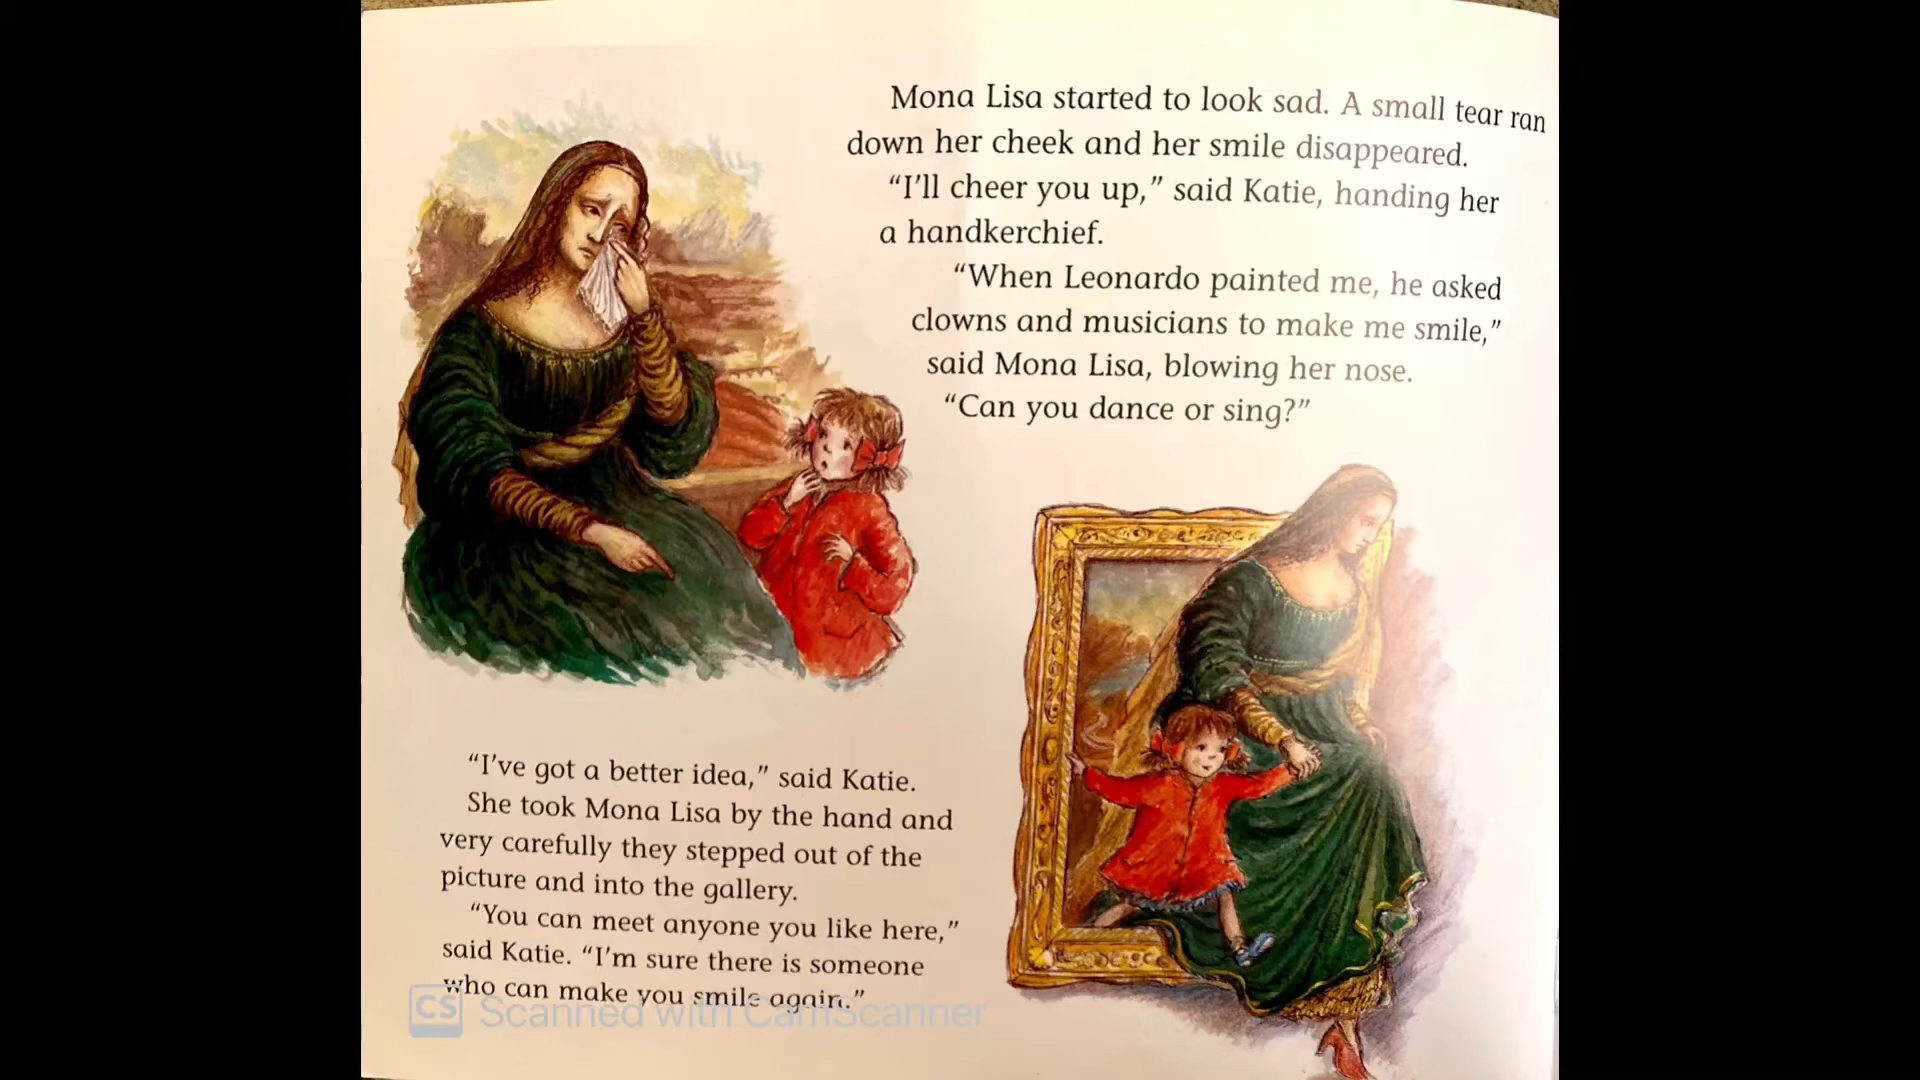 Mona Lisa started to look sad. A small tear ran
down her cheek and her smile disappeared.
“I’ll cheer you up,” said Katie, handing her
a handkerchief.
“When Leonardo painted me, he asked
clowns and musicians to make me smile,”
said Mona Lisa, blowing her nose.
“Can you dance or sing?”
“I’ve got a better idea,” said Katie.
She took Mona Lisa by the hand and
very carefully they stepped out of the
picture and into the gallery.
“You can meet anyone you like here,”
said Katie. “I’m sure there is someone
who can make you smile again.”
CS Scanned with CamScanner